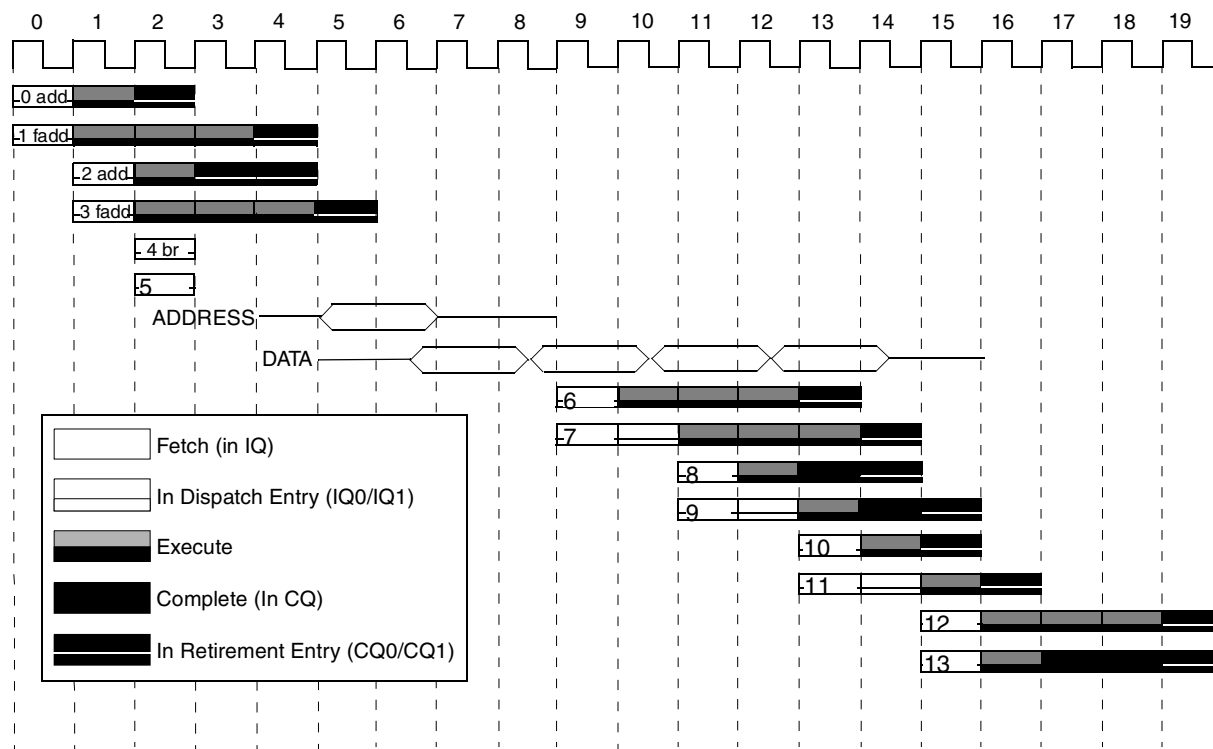 0 1 2 3 4 5 6 7 8 9 10 11 12 13 14 15 16 17 18 19
0 add
1 fadd
2 add
3 fadd
4 br
5
ADDRESS
DATA
6
7
8
9
10
11
12
13
Fetch (in IQ)
In Dispatch Entry (IQ0/IQ1)
Execute
Complete (In CQ)
In Retirement Entry (CQ0/CQ1)